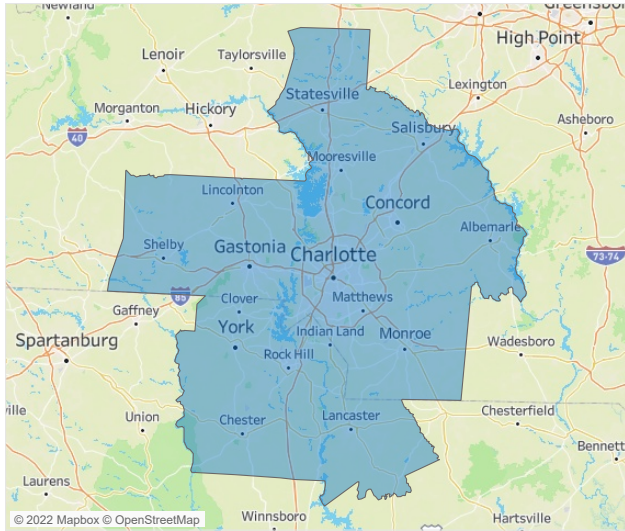 Newland
Greensboro
High Point
Lenoir
Taylorsville
Lexington
Statesville
Morganton
Hickory
Asheboro
Salisbury
40
Mooresville
Lincolnton
Concord
Albemarle
Shelby
Gastonia
Charlotte
73-74
85
Clover
Matthews
Gaffney
York
Indian Land
Monroe
Spartanburg
Rock Hill
Wadesboro
ville
Union
Chester
Lancaster
Chesterfield
Bennett
Laurens
© 2022 Mapbox © OpenStreetMap
Winnsboro
Hartsville